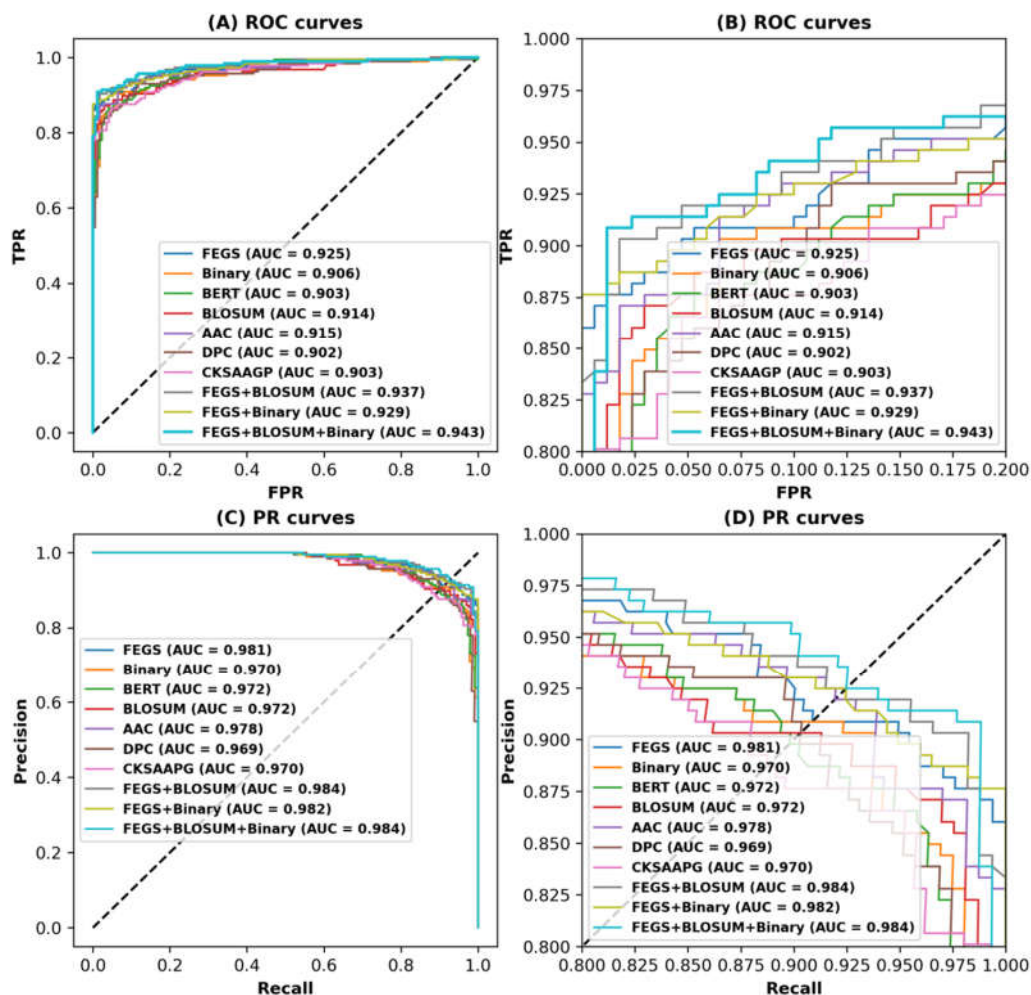 (A) ROC curves
1.0
0.8
0.6
0.4
0.2
0.0
TPR
FEGS (AUC = 0.925)
Binary (AUC = 0.906)
BERT (AUC = 0.903)
BLOSUM (AUC = 0.914)
AAC (AUC = 0.915)
DPC (AUC = 0.902)
CKSAAGP (AUC = 0.903)
FEGS+BLOSUM (AUC = 0.937)
FEGS+Binary (AUC = 0.929)
FEGS+BLOSUM+Binary (AUC = 0.943)
0.0 0.2 0.4 0.6 0.8 1.0
FPR
(B) ROC curves
1.000
0.975
0.950
0.925
0.900
0.875
0.850
0.825
0.800
TPR
FEGS (AUC = 0.925)
Binary (AUC = 0.906)
BERT (AUC = 0.903)
BLOSUM (AUC = 0.914)
AAC (AUC = 0.915)
DPC (AUC = 0.902)
CKSAAGP (AUC = 0.903)
FEGS+BLOSUM (AUC = 0.937)
FEGS+Binary (AUC = 0.929)
FEGS+BLOSUM+Binary (AUC = 0.943)
0.000 0.025 0.050 0.075 0.100 0.125 0.150 0.175 0.200
FPR
(C) PR curves
1.0
0.8
0.6
0.4
0.2
0.0
Precision
FEGS (AUC = 0.981)
Binary (AUC = 0.970)
BERT (AUC = 0.972)
BLOSUM (AUC = 0.972)
AAC (AUC = 0.978)
DPC (AUC = 0.969)
CKSAAPG (AUC = 0.970)
FEGS+BLOSUM (AUC = 0.984)
FEGS+Binary (AUC = 0.982)
FEGS+BLOSUM+Binary (AUC = 0.984)
0.0 0.2 0.4 0.6 0.8 1.0
Recall
(D) PR curves
1.000
0.975
0.950
0.925
0.900
0.875
0.850
0.825
0.800
Precision
FEGS (AUC = 0.981)
Binary (AUC = 0.970)
BERT (AUC = 0.972)
BLOSUM (AUC = 0.972)
AAC (AUC = 0.978)
DPC (AUC = 0.969)
CKSAAPG (AUC = 0.970)
FEGS+BLOSUM (AUC = 0.984)
FEGS+Binary (AUC = 0.982)
FEGS+BLOSUM+Binary (AUC = 0.984)
0.800 0.825 0.850 0.875 0.900 0.925 0.950 0.975 1.000
Recall